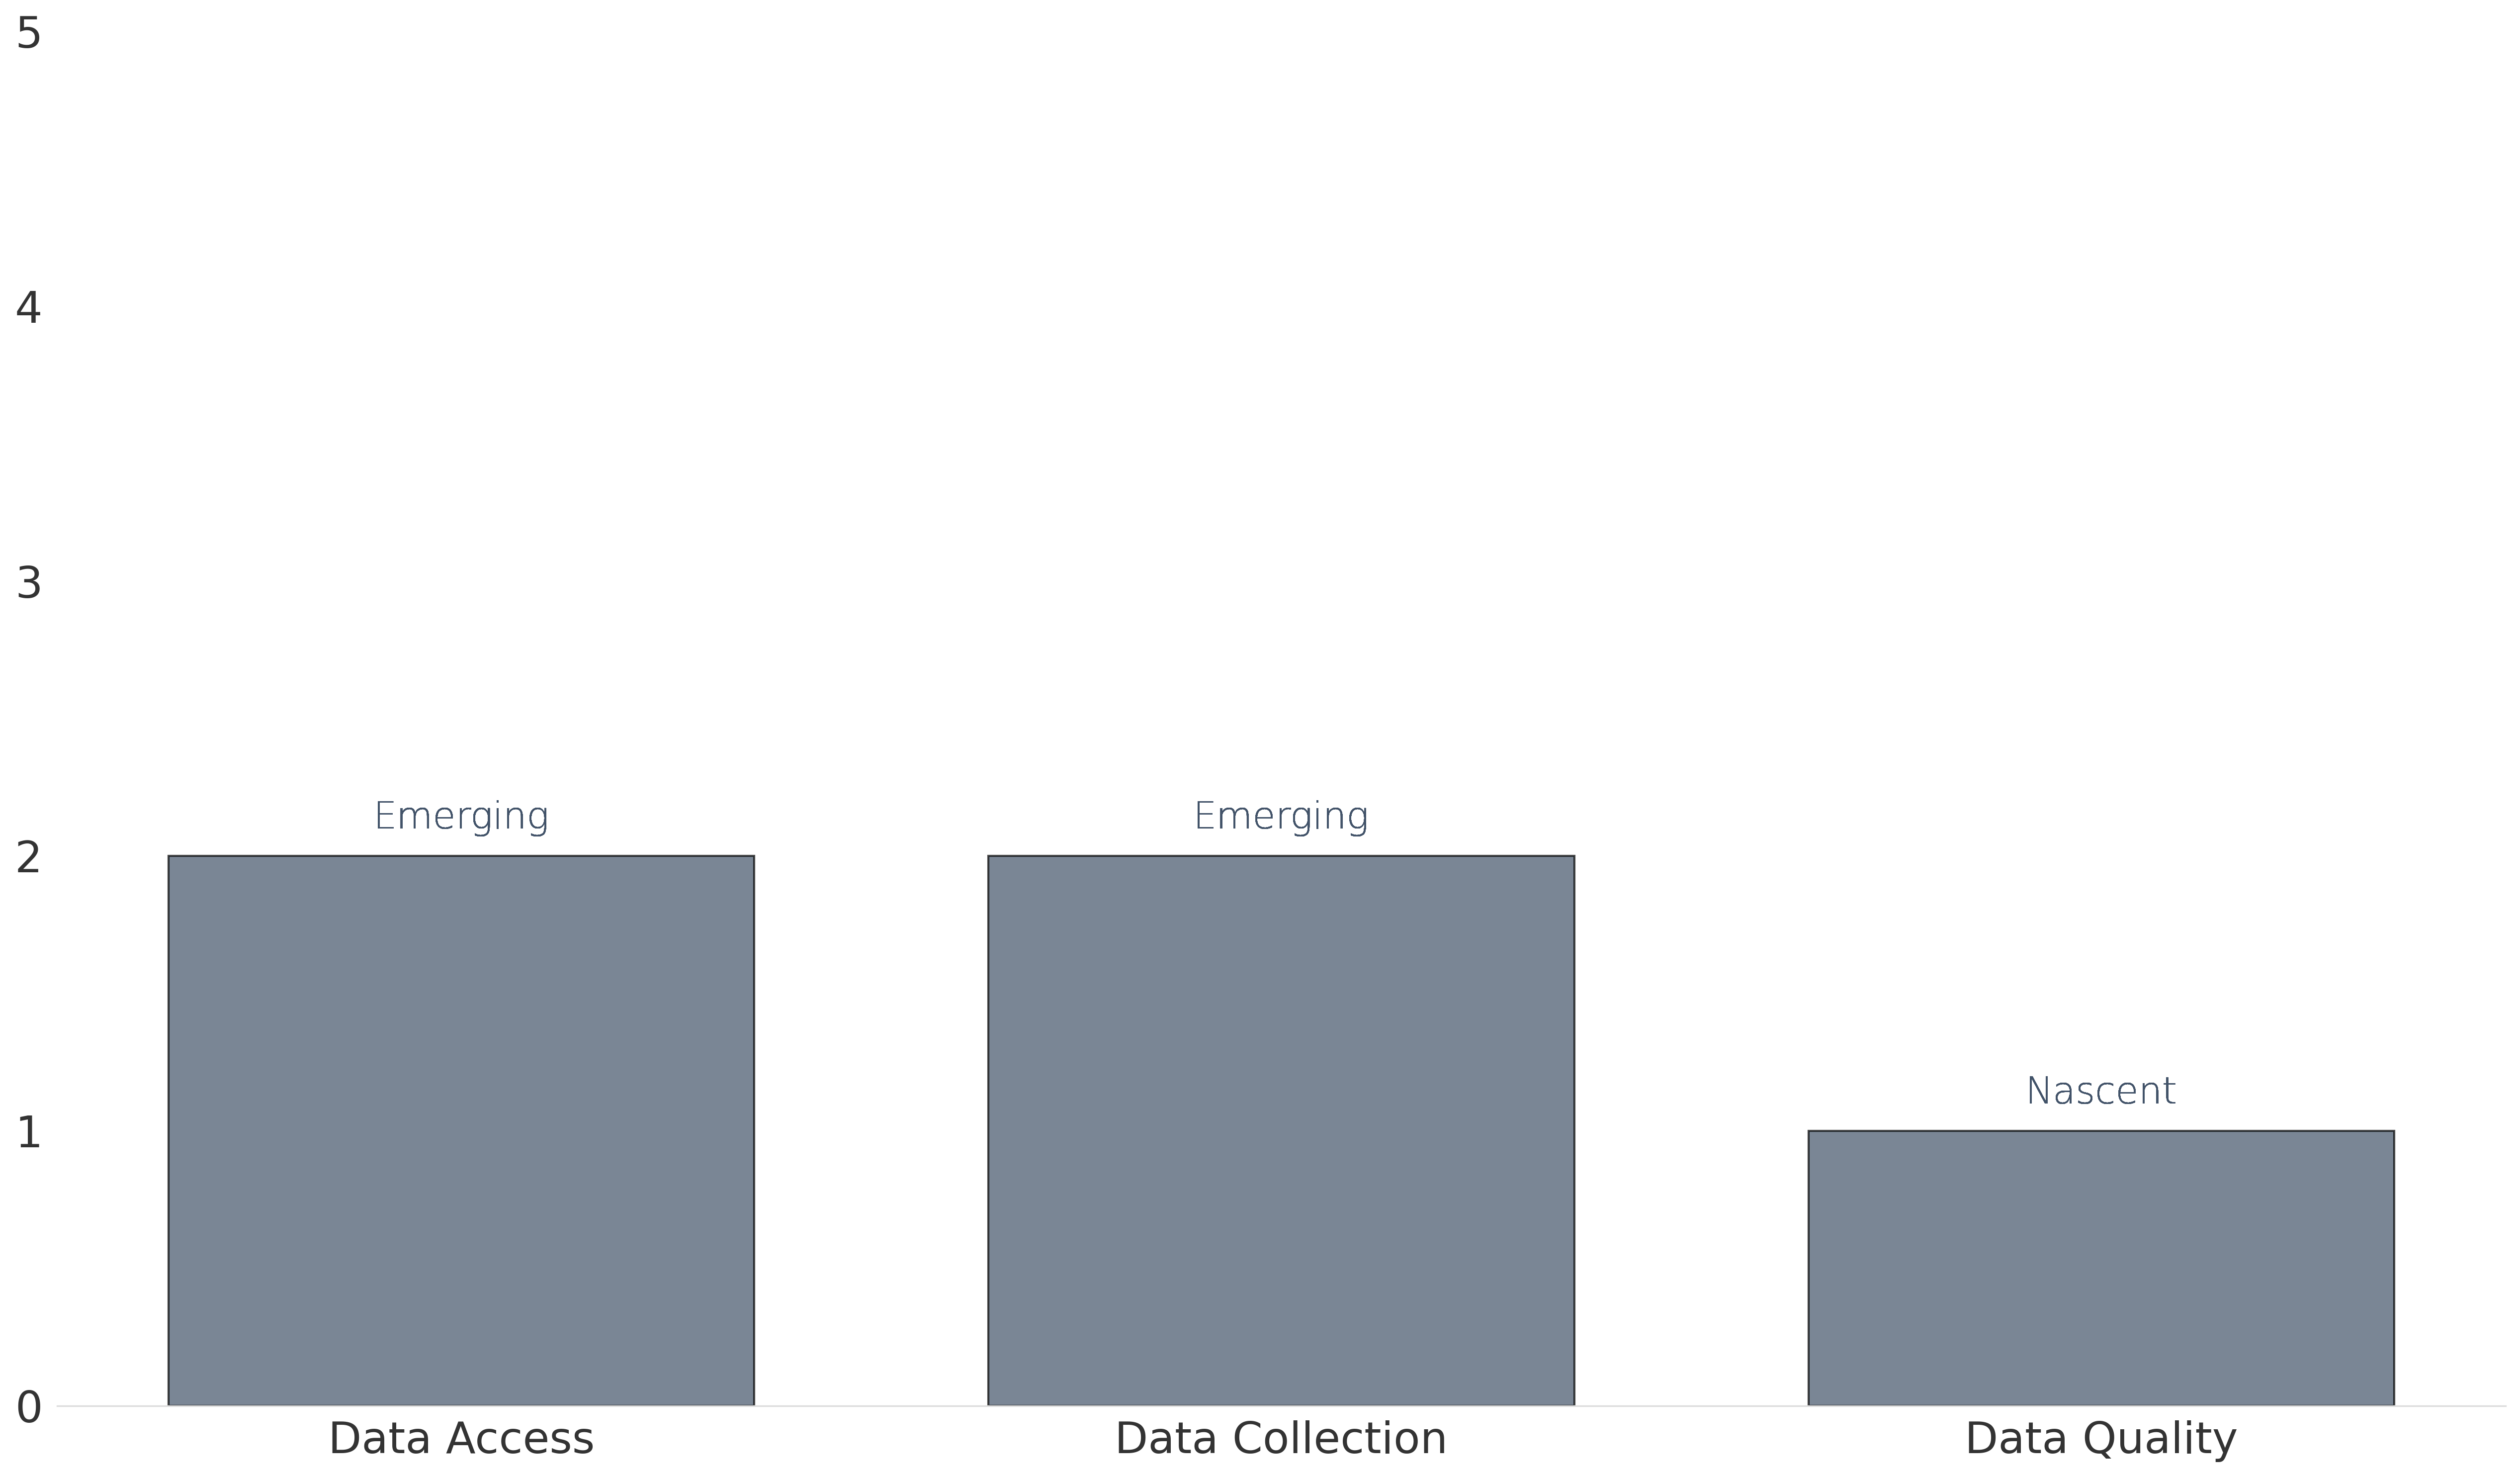 5
4
3
2
1
0
Emerging
Emerging
Nascent
Data Access
Data Collection
Data Quality